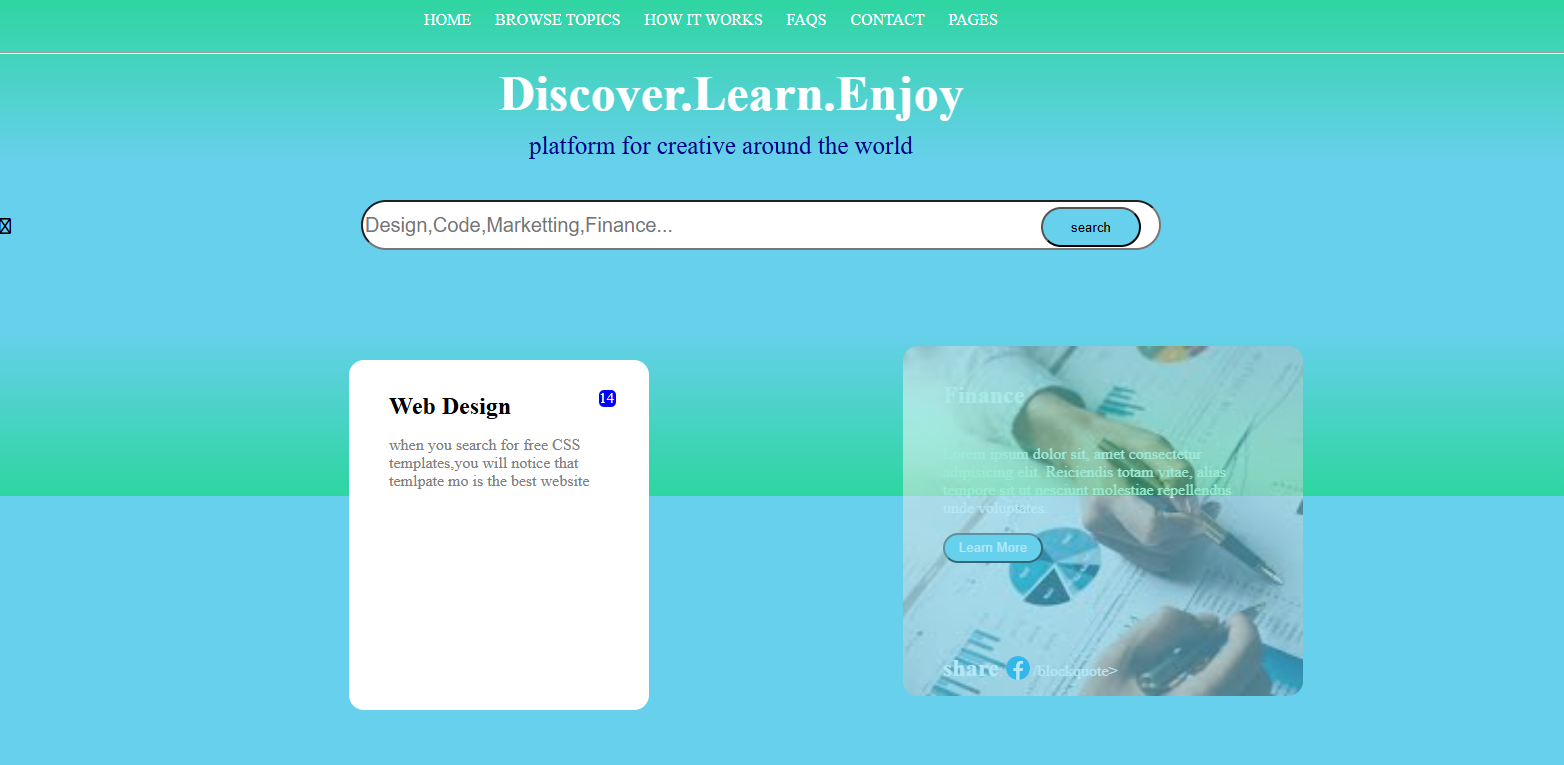 HOME BROWSE TOPICS HOW IT WORKS FAQS CONTACT PAGES
Discover.Learn.Enjoy
platform for creative around the world
Design,Code,Marketting,Finance... search
Web Design 14
when you search for free CSS
templates,you will notice that
temlpate mo is the best website
Finance
Lorem ipsum dolor sit, amet consectetur
adipisicing elit. Reiciendis totam vitae, alias
tempore sit ut nesciunt molestiae repellendus
unde voluptates
Learn More
share /blockquote>